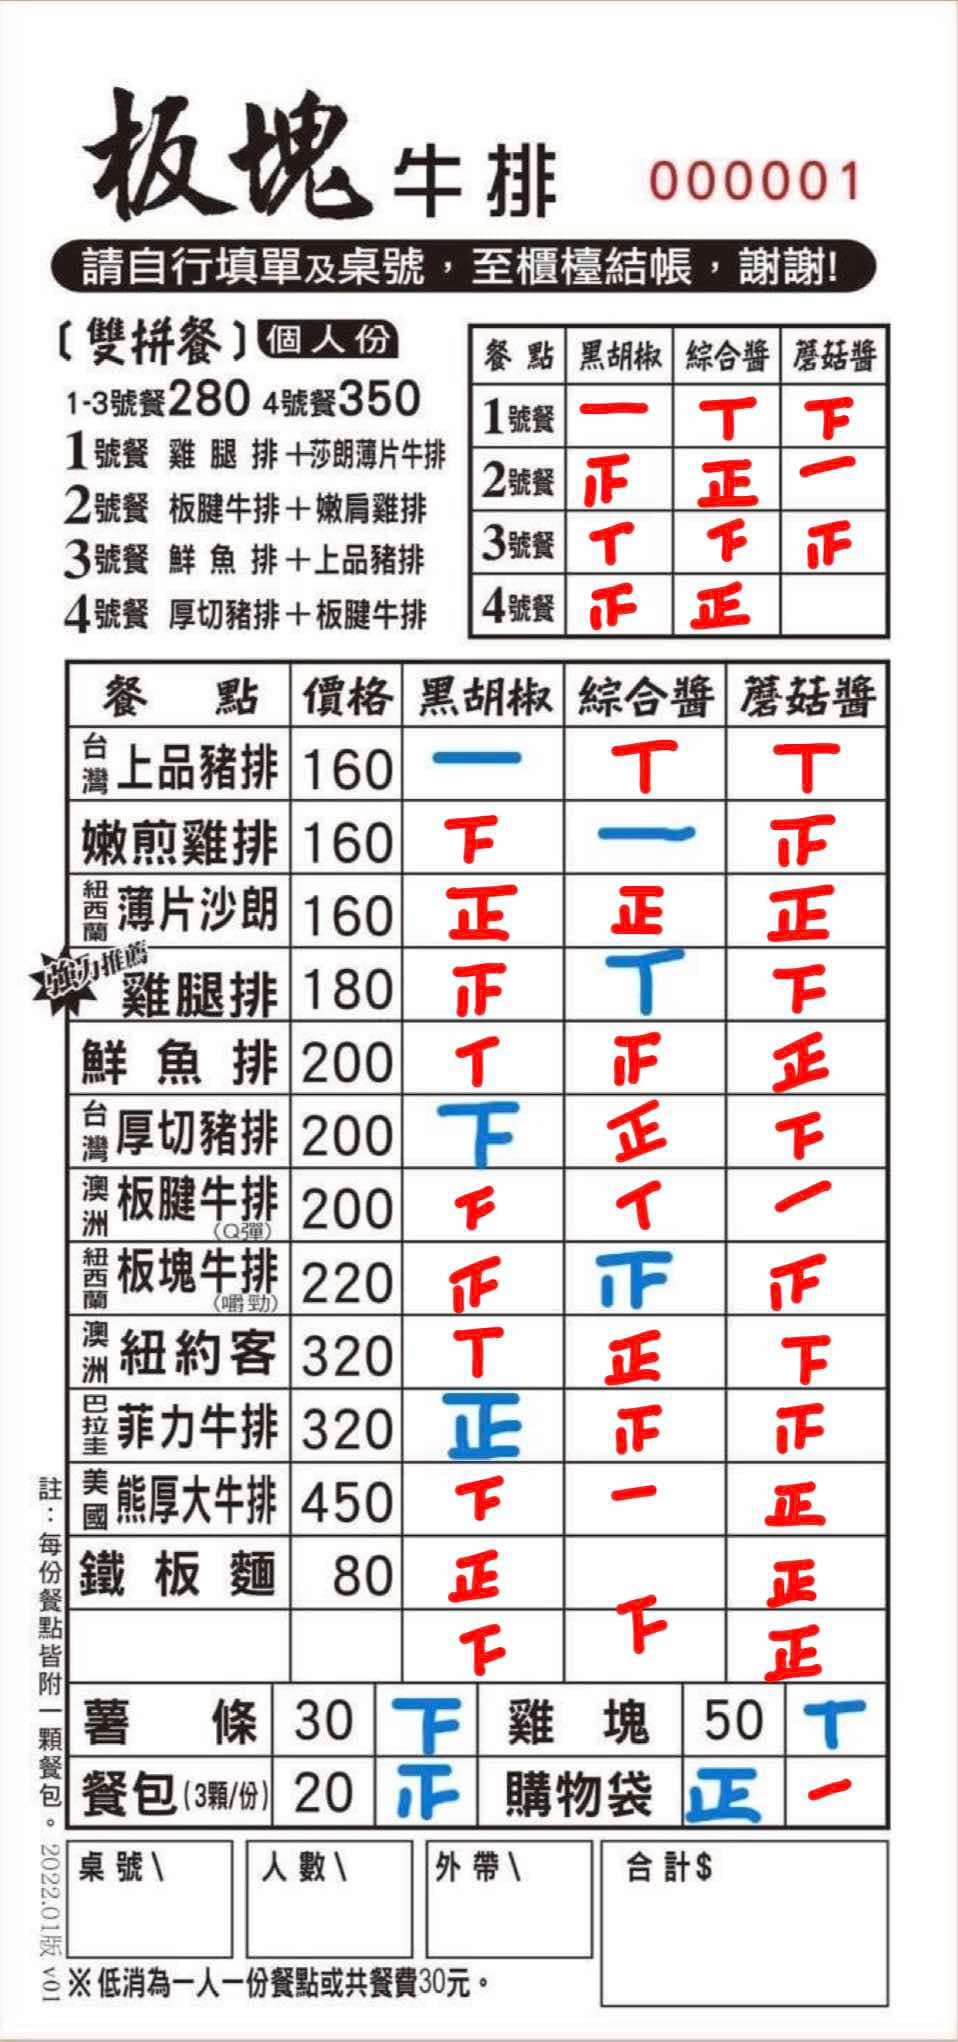 板塊牛排 000001
請自行填單及桌號，至櫃檯結帳，謝謝!
〔雙拼餐〕個人份
1-3號餐280 4號餐350
1號餐 雞腿排＋莎朗薄片牛排
2號餐 板腱牛排＋嫩肩雞排
3號餐 鮮魚排＋上品豬排
4號餐 厚切豬排＋板腱牛排
餐點 黑胡椒 綜合醬 蘑菇醬
1號餐 一 丅 下
2號餐 正 正 一
3號餐 丅 下 正
4號餐 正 正
餐點 價格 黑胡椒 綜合醬 蘑菇醬
台灣 上品豬排 160 一 丅 丅
嫩煎雞排 160 下 一 正
紐西蘭 薄片沙朗 160 正 正 正
強力推薦 雞腿排 180 正 丅 下
鮮魚排 200 丅 正 正
台灣 厚切豬排 200 下 正 下
澳洲 板腱牛排(Q彈) 200 下 丅 一
紐西蘭 板塊牛排(嚼勁) 220 正 正 正
澳洲 紐約客 320 丅 正 下
巴拉圭 菲力牛排 320 正 正 正
美國 熊厚大牛排 450 下 一 正
鐵板麵 80 正 下 正
下 正
薯條 30 下 雞塊 50 丅
餐包(3顆/份) 20 正 購物袋 正 一
註：每份餐點皆附一顆餐包。 2022.01版 v01
桌號\ 人數\ 外帶\ 合計$
※低消為一人一份餐點或共餐費30元。